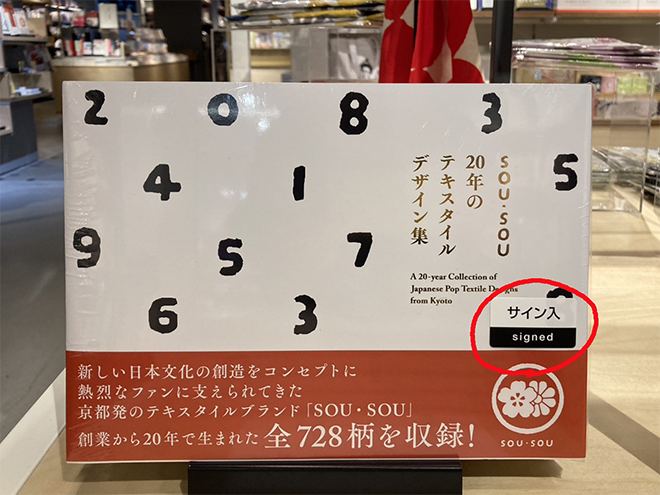 2 0 8 3
4 1 5
9 5 7
6 3
SOU・SOU
20年の
テキスタイル
デザイン集
A 20-year Collection of
Japanese Pop Textile Designs
from Kyoto
サイン入
signed
新しい日本文化の創造をコンセプトに
熱烈なファンに支えられてきた
京都発のテキスタイルブランド「SOU・SOU」
創業から20年で生まれた 全728柄を収録!
SOU・SOU